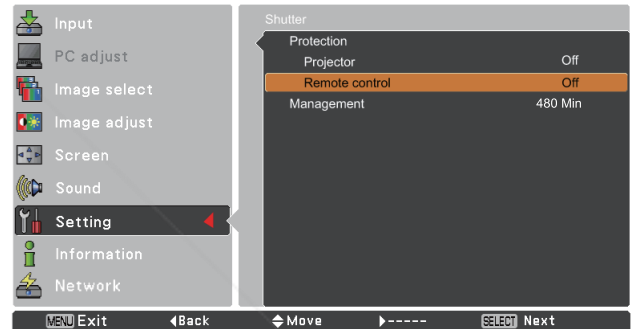 Input
PC adjust
Image select
Image adjust
Screen
Sound
Setting
Information
Network
Shutter
Protection
Projector Off
Remote control Off
Management 480 Min
MENU Exit ◀Back Move ▶----- SELECT Next